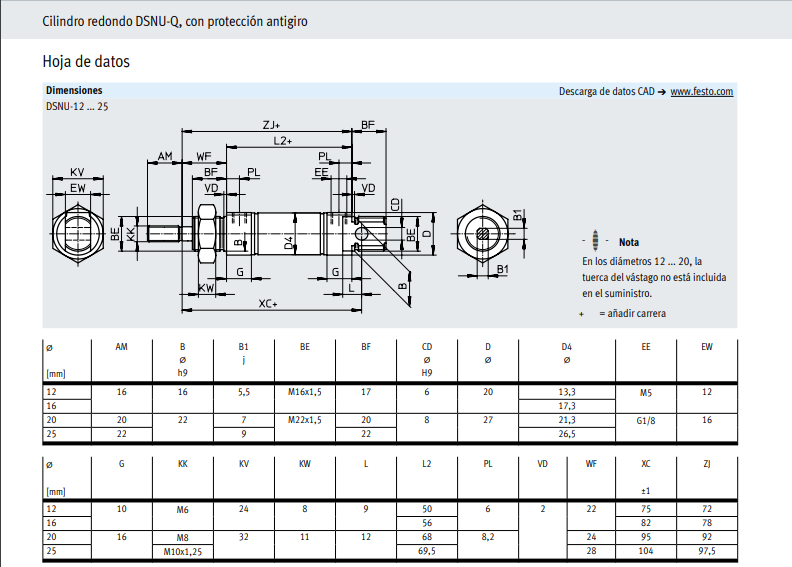 Cilindro redondo DSNU-Q, con protección antigiro
Hoja de datos
Dimensiones Descarga de datos CAD ➔ www.festo.com
DSNU-12 … 25
ZJ+ BF
L2+
AM WF PL
KV BF PL EE
EW VD VD CD
BE KK B D4 BE D B1
B1
G G
KW L B
XC+
- - Nota
En los diámetros 12 … 20, la
tuerca del vástago no está incluida
en el suministro.
+ = añadir carrera
Ø AM B B1 BE BF CD D D4 EE EW
Ø j Ø Ø Ø
[mm] h9 H9
12 16 16 5,5 M16x1,5 17 6 20 13,3 M5 12
16 17,3
20 20 22 7 M22x1,5 20 8 27 21,3 G1/8 16
25 22 9 22 26,5
Ø G KK KV KW L L2 PL VD WF XC ZJ
[mm] ±1
12 10 M6 24 8 9 50 6 2 22 75 72
16 56 82 78
20 16 M8 32 11 12 68 8,2 24 95 92
25 M10x1,25 69,5 28 104 97,5